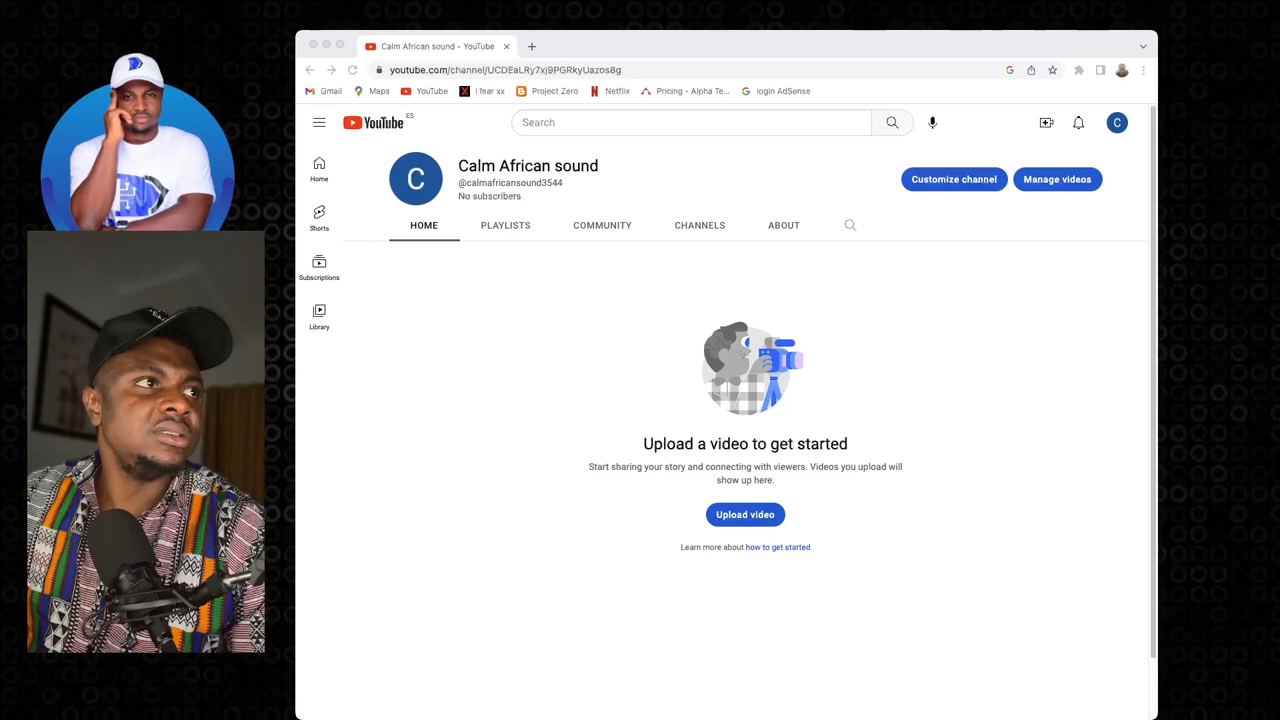 Calm African sound - YouTube
youtube.com/channel/UCDEaLRy7xj9PGRkyUazos8g
Gmail
Maps
YouTube
I fear xx
Project Zero
Netflix
Pricing - Alpha Te...
login AdSense
YouTube ES
Search
C
Home
Shorts
Subscriptions
Library
C
Calm African sound
@calmafricansound3544
No subscribers
Customize channel
Manage videos
HOME
PLAYLISTS
COMMUNITY
CHANNELS
ABOUT
Upload a video to get started
Start sharing your story and connecting with viewers. Videos you upload will
show up here.
Upload video
Learn more about how to get started